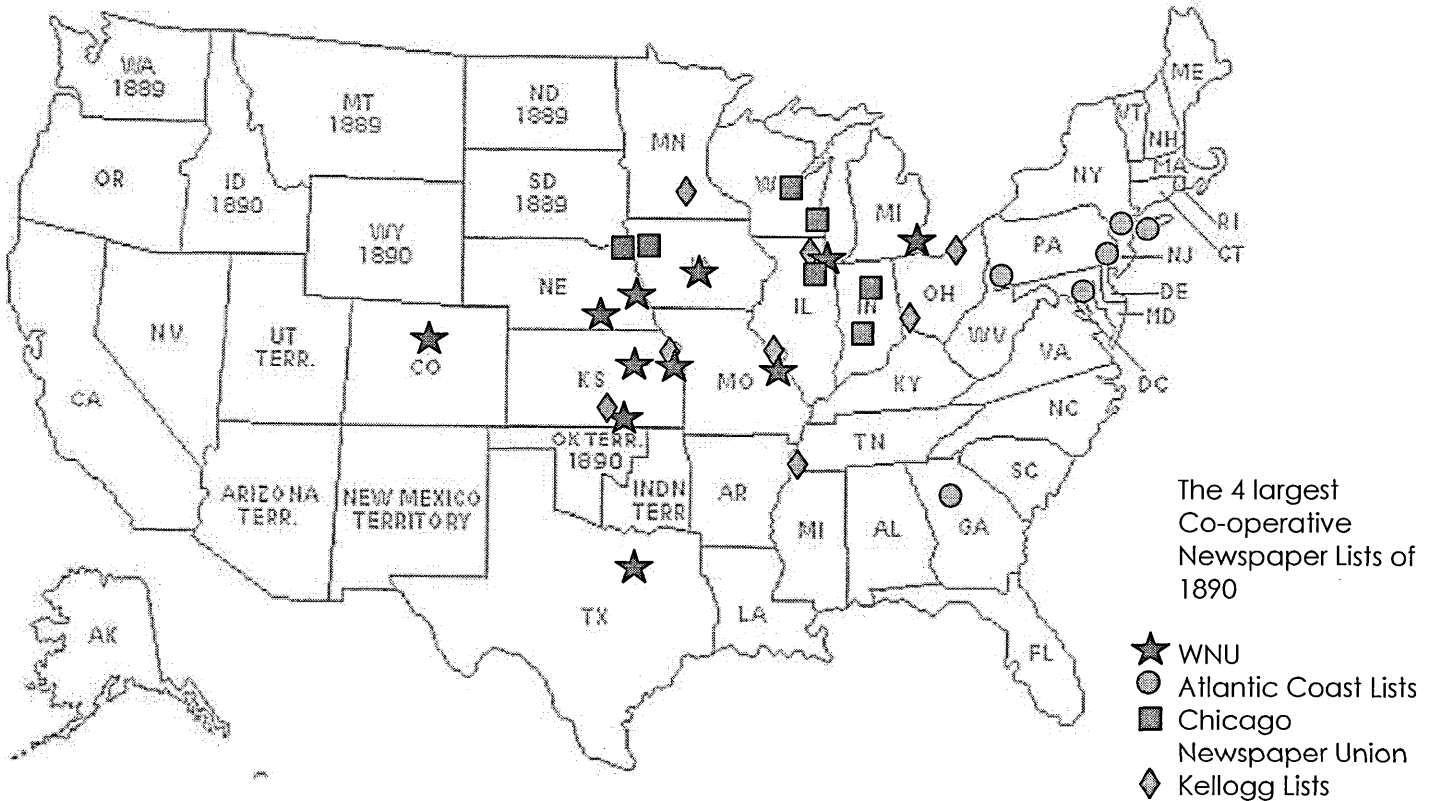 WA
1889
MT
1889
ND
1889
MN
ME
VT
NH
MA
NY
OR
ID
1890
SD
1889
W
MI
RI
CT
WY
1890
PA
NJ
NE
IL
IN
OH
DE
MD
NV
UT
TERR.
CO
WV
VA
DC
CA
KS
MO
KY
NC
TN
OK TERR.
1890
SC
ARIZONA
TERR.
NEW MEXICO
TERRITORY
INDN
TERR
AR
MI
AL
GA
TX
LA
FL
AK
The 4 largest
Co-operative
Newspaper Lists of
1890
WNU
Atlantic Coast Lists
Chicago
Newspaper Union
Kellogg Lists